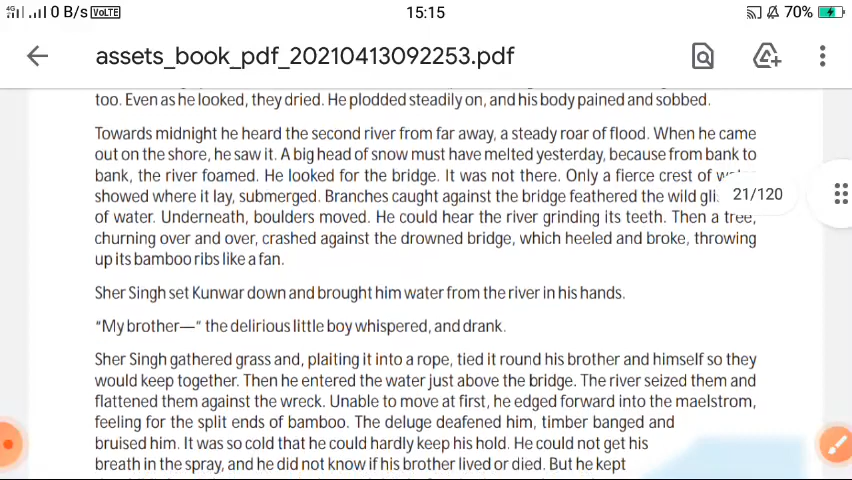 4G 0 B/s VoLTE 15:15 70%
assets_book_pdf_20210413092253.pdf
too. Even as he looked, they dried. He plodded steadily on, and his body pained and sobbed.
Towards midnight he heard the second river from far away, a steady roar of flood. When he came
out on the shore, he saw it. A big head of snow must have melted yesterday, because from bank to
bank, the river foamed. He looked for the bridge. It was not there. Only a fierce crest of
showed where it lay, submerged. Branches caught against the bridge feathered the wild
21/120
of water. Underneath, boulders moved. He could hear the river grinding its teeth. Then a tree,
churning over and over, crashed against the drowned bridge, which heeled and broke, throwing
up its bamboo ribs like a fan.
Sher Singh set Kunwar down and brought him water from the river in his hands.
“My brother—“ the delirious little boy whispered, and drank.
Sher Singh gathered grass and, plaiting it into a rope, tied it round his brother and himself so they
would keep together. Then he entered the water just above the bridge. The river seized them and
flattened them against the wreck. Unable to move at first, he edged forward into the maelstrom,
feeling for the split ends of bamboo. The deluge deafened him, timber banged and
bruised him. It was so cold that he could hardly keep his hold. He could not get his
breath in the spray, and he did not know if his brother lived or died. But he kept